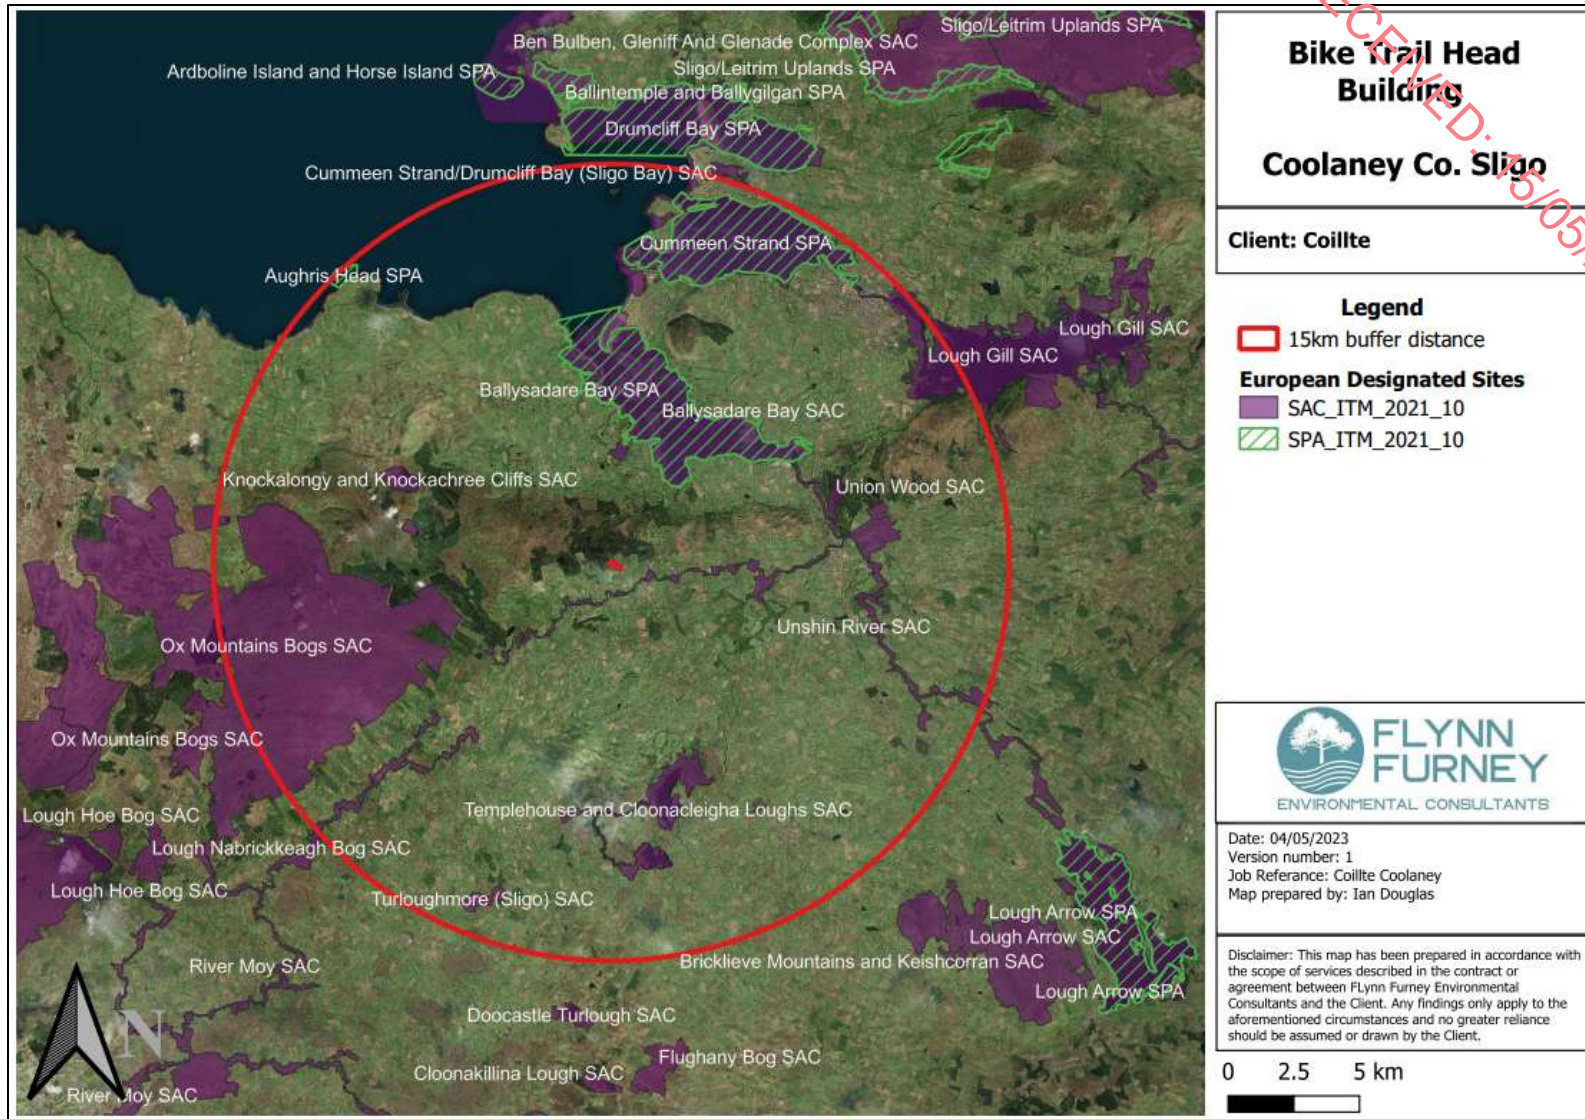 Sligo/Leitrim Uplands SPA
Ben Bulben, Gleniff And Glenade Complex SAC
Ardboline Island and Horse Island SPA
Sligo/Leitrim Uplands SPA
Ballintemple and Ballygilgan SPA
Drumcliff Bay SPA
Cummeen Strand/Drumcliff Bay (Sligo Bay) SAC
Cummeen Strand SPA
Aughris Head SPA
Lough Gill SAC
Lough Gill SAC
Ballysadare Bay SPA
Ballysadare Bay SAC
Knockalongy and Knockachree Cliffs SAC
Union Wood SAC
Unshin River SAC
Ox Mountains Bogs SAC
Ox Mountains Bogs SAC
Templehouse and Cloonacleigha Loughs SAC
Lough Hoe Bog SAC
Lough Nabrickkeagh Bog SAC
Lough Hoe Bog SAC
Turloughmore (Sligo) SAC
Lough Arrow SPA
Lough Arrow SAC
Bricklieve Mountains and Keishcorran SAC
River Moy SAC
Lough Arrow SPA
Doocastle Turlough SAC
N
Flughany Bog SAC
Cloonakillina Lough SAC
River Moy SAC
Bike Trail Head
Building
Coolaney Co. Sligo
ECEIVED: 15/05/
Client: Coillte
Legend
15km buffer distance
European Designated Sites
SAC_ITM_2021_10
SPA_ITM_2021_10
FLYNN
FURNEY
ENVIRONMENTAL CONSULTANTS
Date: 04/05/2023
Version number: 1
Job Referance: Coillte Coolaney
Map prepared by: Ian Douglas
Disclaimer: This map has been prepared in accordance with
the scope of services described in the contract or
agreement between FLynn Furney Environmental
Consultants and the Client. Any findings only apply to the
aforementioned circumstances and no greater reliance
should be assumed or drawn by the Client.
0 2.5 5 km